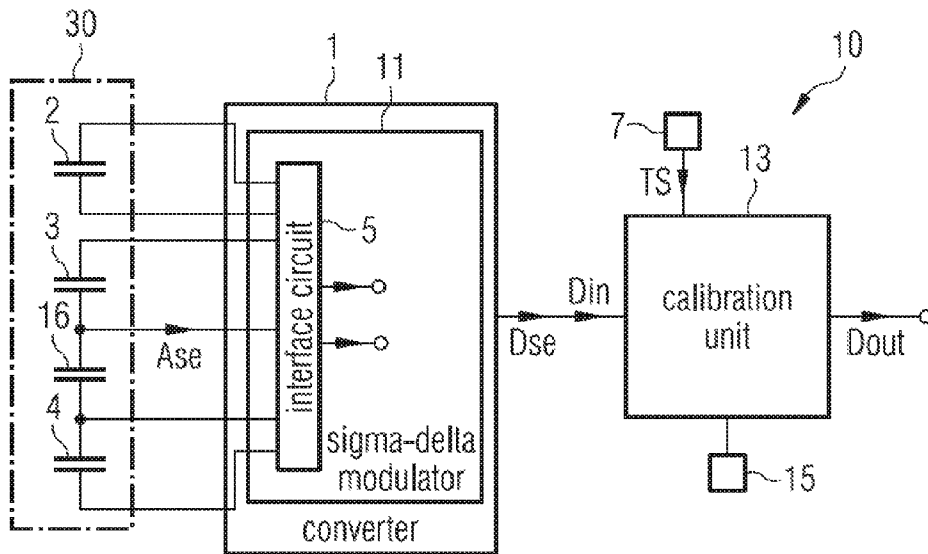 30
1
11
10
2
7
TS
13
3
5
16
Ase
interface circuit
Din
Dse
calibration
unit
Dout
4
sigma-delta
modulator
15
converter